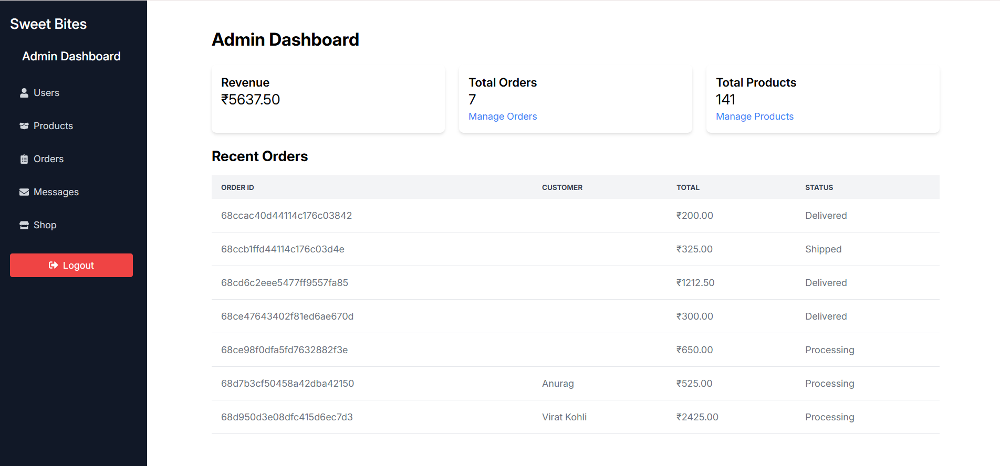 Sweet Bites
Admin Dashboard
Users
Products
Orders
Messages
Shop
Logout
Admin Dashboard
Revenue
₹5637.50
Total Orders
7
Manage Orders
Total Products
141
Manage Products
Recent Orders
ORDER ID CUSTOMER TOTAL STATUS
68ccac40d44114c176c03842 ₹200.00 Delivered
68ccb1ffd44114c176c03d4e ₹325.00 Shipped
68cd6c2eee5477ff9557fa85 ₹1212.50 Delivered
68ce47643402f81ed6ae670d ₹300.00 Delivered
68ce98f0dfa5fd7632882f3e ₹650.00 Processing
68d7b3cf50458a42dba42150 Anurag ₹525.00 Processing
68d950d3e08dfc415d6ec7d3 Virat Kohli ₹2425.00 Processing